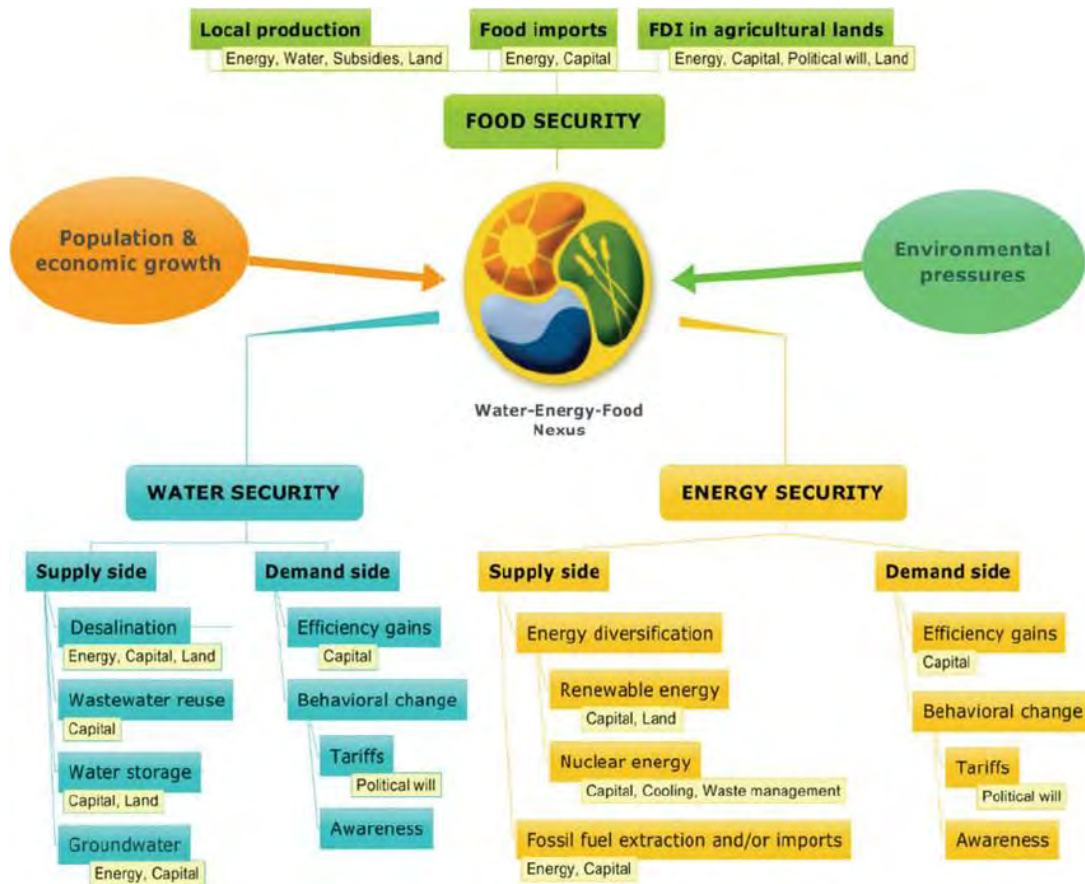 Local production
Energy, Water, Subsidies, Land
Food imports
Energy, Capital
FDI in agricultural lands
Energy, Capital, Political will, Land
FOOD SECURITY
Population &
economic growth
Environmental
pressures
Water-Energy-Food
Nexus
WATER SECURITY
Supply side
Desalination
Energy, Capital, Land
Wastewater reuse
Capital
Water storage
Capital, Land
Groundwater
Energy, Capital
Demand side
Efficiency gains
Capital
Behavioral change
Tariffs
Political will
Awareness
ENERGY SECURITY
Supply side
Energy diversification
Renewable energy
Capital, Land
Nuclear energy
Capital, Cooling, Waste management
Fossil fuel extraction and/or imports
Energy, Capital
Demand side
Efficiency gains
Capital
Behavioral change
Tariffs
Political will
Awareness